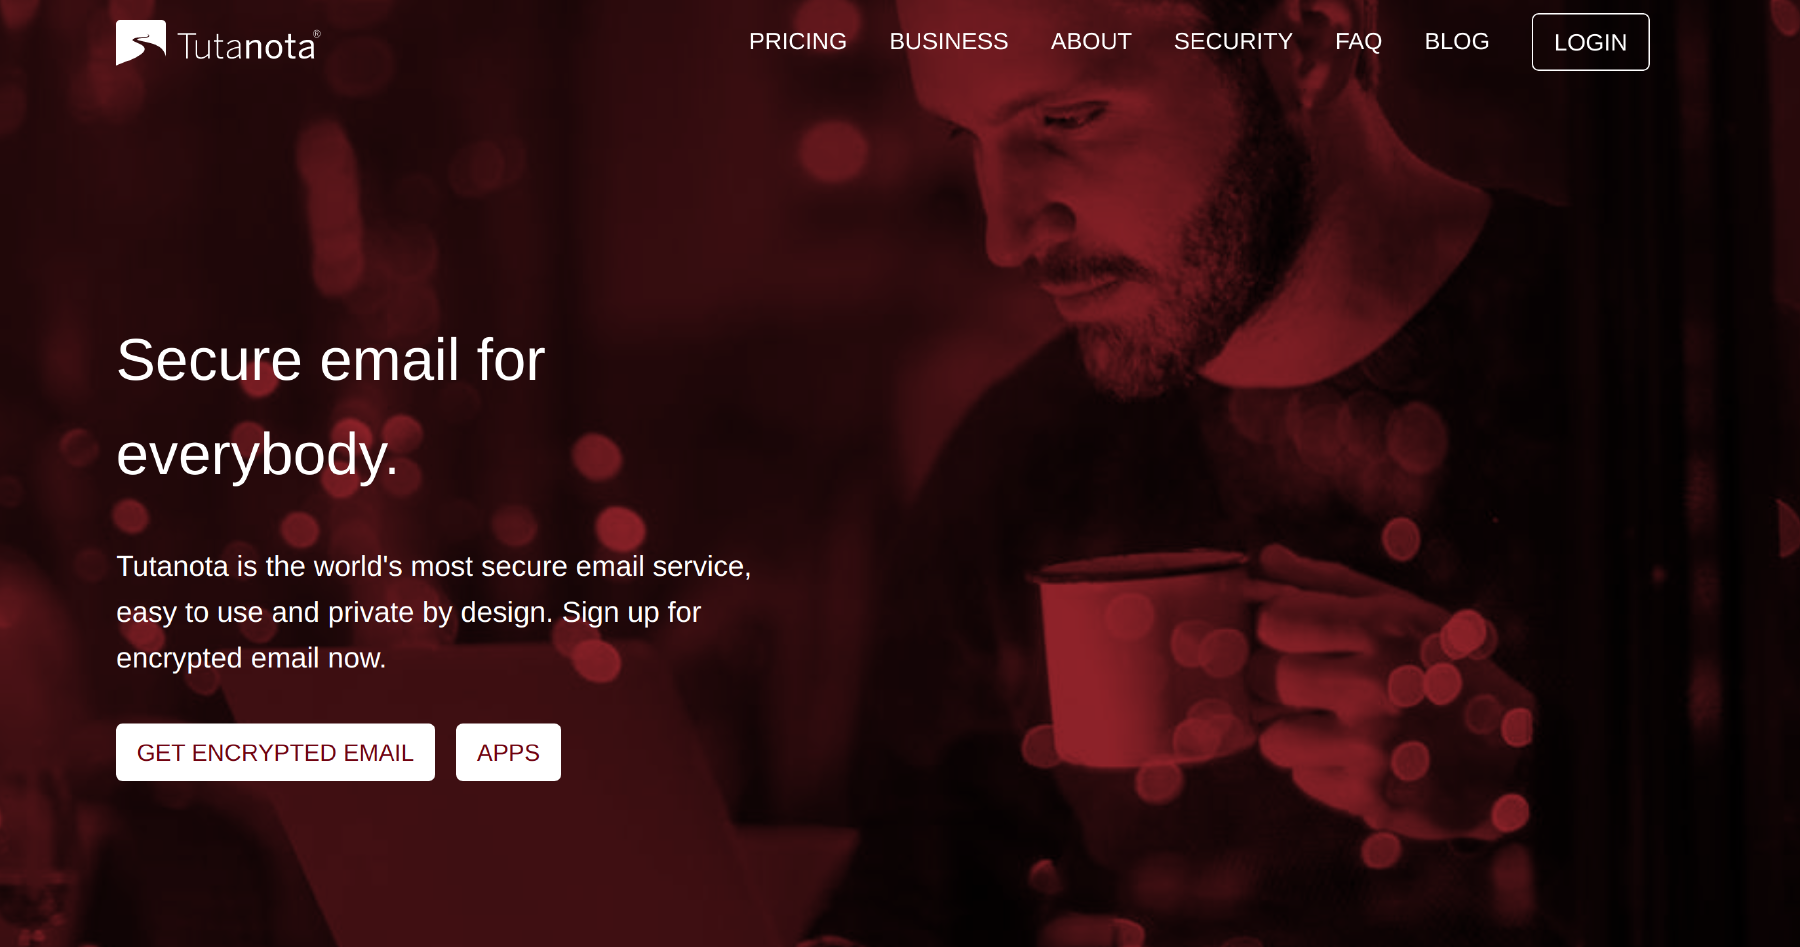 Tutanota®
PRICING BUSINESS ABOUT SECURITY FAQ BLOG LOGIN
Secure email for
everybody.
Tutanota is the world's most secure email service,
easy to use and private by design. Sign up for
encrypted email now.
GET ENCRYPTED EMAIL APPS